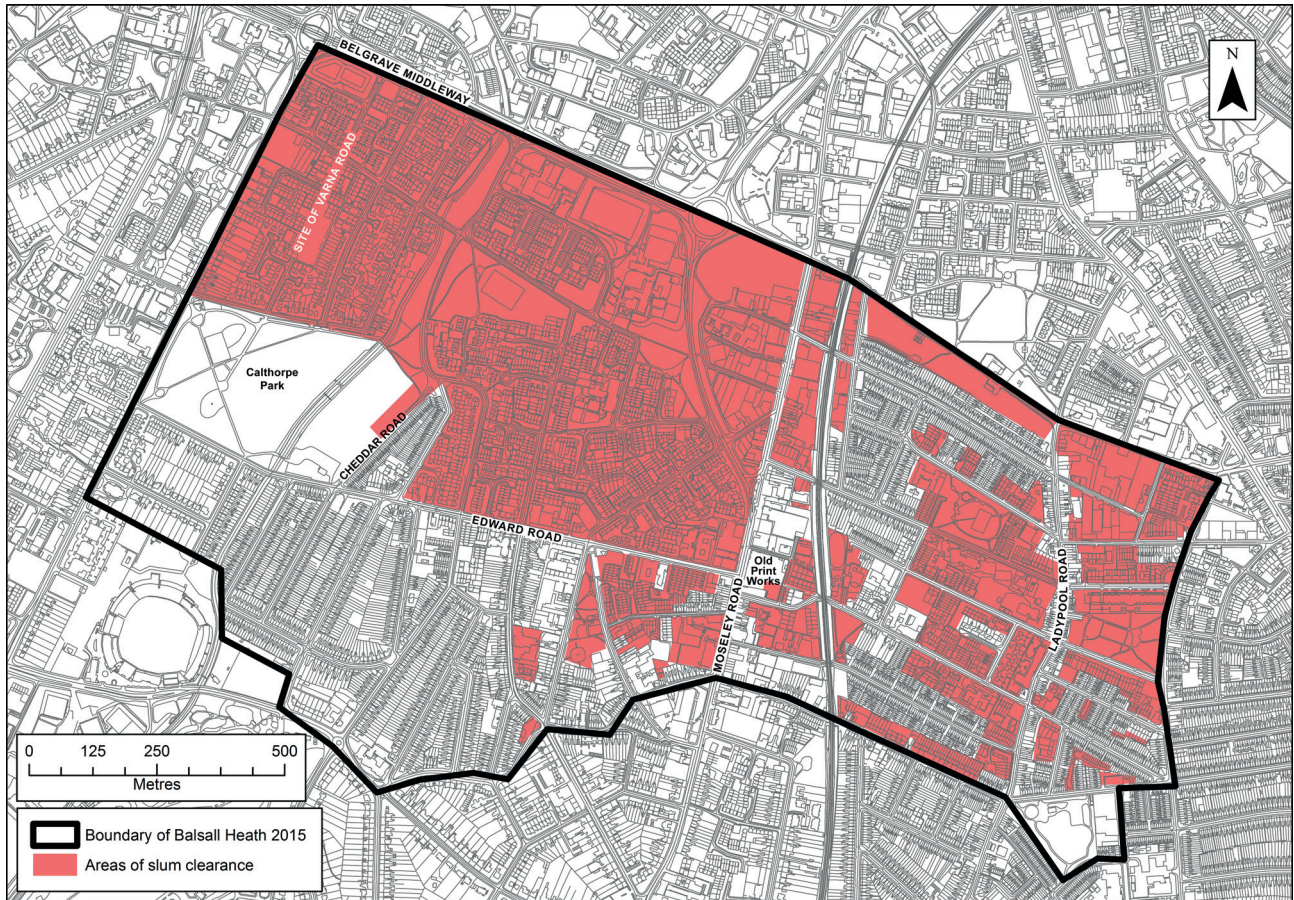 BELGRAVE MIDDLEWAY
N
SITE OF VARNA ROAD
Calthorpe
Park
CHEDDAR ROAD
EDWARD ROAD
Old
Print
Works
MOSELEY ROAD
LADYPOOL ROAD
0 125 250 500
Metres
Boundary of Balsall Heath 2015
Areas of slum clearance